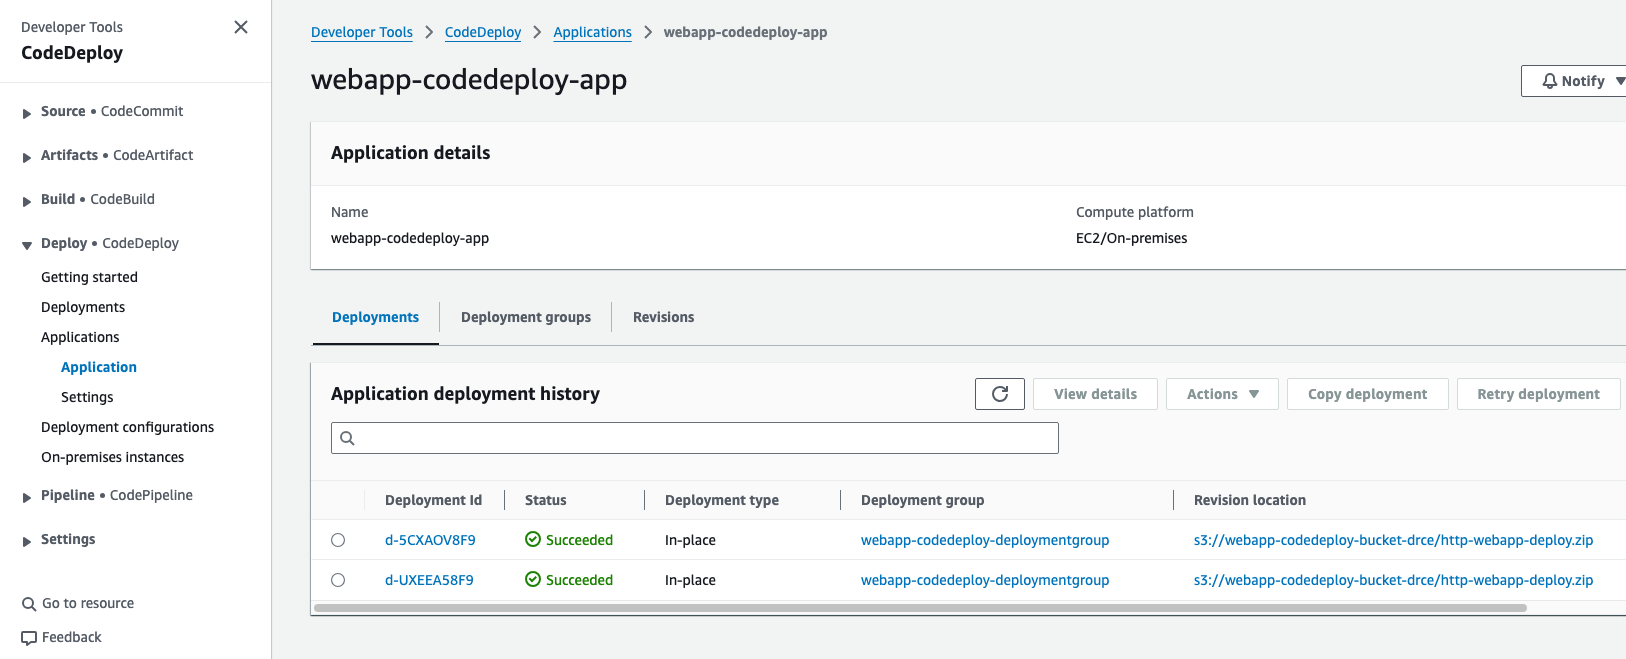 Developer Tools
CodeDeploy
Source • CodeCommit
Artifacts • CodeArtifact
Build • CodeBuild
Deploy • CodeDeploy
Getting started
Deployments
Applications
Application
Settings
Deployment configurations
On-premises instances
Pipeline • CodePipeline
Settings
Go to resource
Feedback
Developer Tools > CodeDeploy > Applications > webapp-codedeploy-app
webapp-codedeploy-app
Notify
Application details
Name
webapp-codedeploy-app
Compute platform
EC2/On-premises
Deployments Deployment groups Revisions
Application deployment history
View details Actions Copy deployment Retry deployment
Deployment Id Status Deployment type Deployment group Revision location
d-5CXAOV8F9 Succeeded In-place webapp-codedeploy-deploymentgroup s3://webapp-codedeploy-bucket-drce/http-webapp-deploy.zip
d-UXEEA58F9 Succeeded In-place webapp-codedeploy-deploymentgroup s3://webapp-codedeploy-bucket-drce/http-webapp-deploy.zip